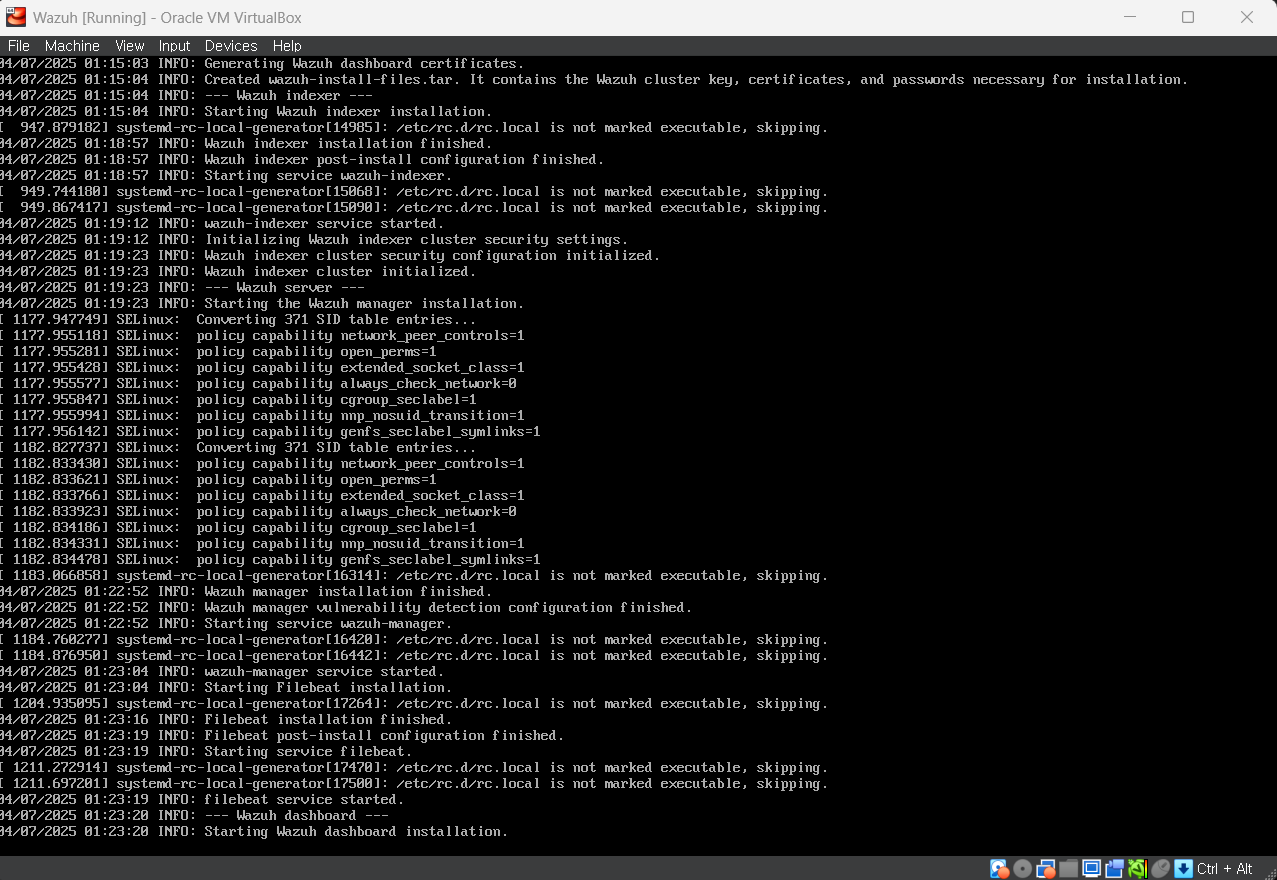 Wazuh [Running] - Oracle VM VirtualBox
File Machine View Input Devices Help
04/07/2025 01:15:03 INFO: Generating Wazuh dashboard certificates.
04/07/2025 01:15:04 INFO: Created wazuh-install-files.tar. It contains the Wazuh cluster key, certificates, and passwords necessary for installation.
04/07/2025 01:15:04 INFO: --- Wazuh indexer ---
04/07/2025 01:15:04 INFO: Starting Wazuh indexer installation.
[  947.879182] systemd-rc-local-generator[14985]: /etc/rc.d/rc.local is not marked executable, skipping.
04/07/2025 01:18:57 INFO: Wazuh indexer installation finished.
04/07/2025 01:18:57 INFO: Wazuh indexer post-install configuration finished.
04/07/2025 01:18:57 INFO: Starting service wazuh-indexer.
[  949.744180] systemd-rc-local-generator[15068]: /etc/rc.d/rc.local is not marked executable, skipping.
[  949.867417] systemd-rc-local-generator[15090]: /etc/rc.d/rc.local is not marked executable, skipping.
04/07/2025 01:19:12 INFO: wazuh-indexer service started.
04/07/2025 01:19:12 INFO: Initializing Wazuh indexer cluster security settings.
04/07/2025 01:19:23 INFO: Wazuh indexer cluster security configuration initialized.
04/07/2025 01:19:23 INFO: Wazuh indexer cluster initialized.
04/07/2025 01:19:23 INFO: --- Wazuh server ---
04/07/2025 01:19:23 INFO: Starting the Wazuh manager installation.
[ 1177.947749] SELinux:  Converting 371 SID table entries...
[ 1177.955118] SELinux:  policy capability network_peer_controls=1
[ 1177.955281] SELinux:  policy capability open_perms=1
[ 1177.955428] SELinux:  policy capability extended_socket_class=1
[ 1177.955577] SELinux:  policy capability always_check_network=0
[ 1177.955847] SELinux:  policy capability cgroup_seclabel=1
[ 1177.955994] SELinux:  policy capability nnp_nosuid_transition=1
[ 1177.956142] SELinux:  policy capability genfs_seclabel_symlinks=1
[ 1182.827737] SELinux:  Converting 371 SID table entries...
[ 1182.833430] SELinux:  policy capability network_peer_controls=1
[ 1182.833621] SELinux:  policy capability open_perms=1
[ 1182.833766] SELinux:  policy capability extended_socket_class=1
[ 1182.833923] SELinux:  policy capability always_check_network=0
[ 1182.834186] SELinux:  policy capability cgroup_seclabel=1
[ 1182.834331] SELinux:  policy capability nnp_nosuid_transition=1
[ 1182.834478] SELinux:  policy capability genfs_seclabel_symlinks=1
[ 1183.066858] systemd-rc-local-generator[16314]: /etc/rc.d/rc.local is not marked executable, skipping.
04/07/2025 01:22:52 INFO: Wazuh manager installation finished.
04/07/2025 01:22:52 INFO: Wazuh manager vulnerability detection configuration finished.
04/07/2025 01:22:52 INFO: Starting service wazuh-manager.
[ 1184.760277] systemd-rc-local-generator[16420]: /etc/rc.d/rc.local is not marked executable, skipping.
[ 1184.876950] systemd-rc-local-generator[16442]: /etc/rc.d/rc.local is not marked executable, skipping.
04/07/2025 01:23:04 INFO: wazuh-manager service started.
04/07/2025 01:23:04 INFO: Starting Filebeat installation.
[ 1204.935095] systemd-rc-local-generator[17264]: /etc/rc.d/rc.local is not marked executable, skipping.
04/07/2025 01:23:16 INFO: Filebeat installation finished.
04/07/2025 01:23:19 INFO: Filebeat post-install configuration finished.
04/07/2025 01:23:19 INFO: Starting service filebeat.
[ 1211.272914] systemd-rc-local-generator[17470]: /etc/rc.d/rc.local is not marked executable, skipping.
[ 1211.697201] systemd-rc-local-generator[17500]: /etc/rc.d/rc.local is not marked executable, skipping.
04/07/2025 01:23:19 INFO: filebeat service started.
04/07/2025 01:23:20 INFO: --- Wazuh dashboard ---
04/07/2025 01:23:20 INFO: Starting Wazuh dashboard installation.
Ctrl + Alt